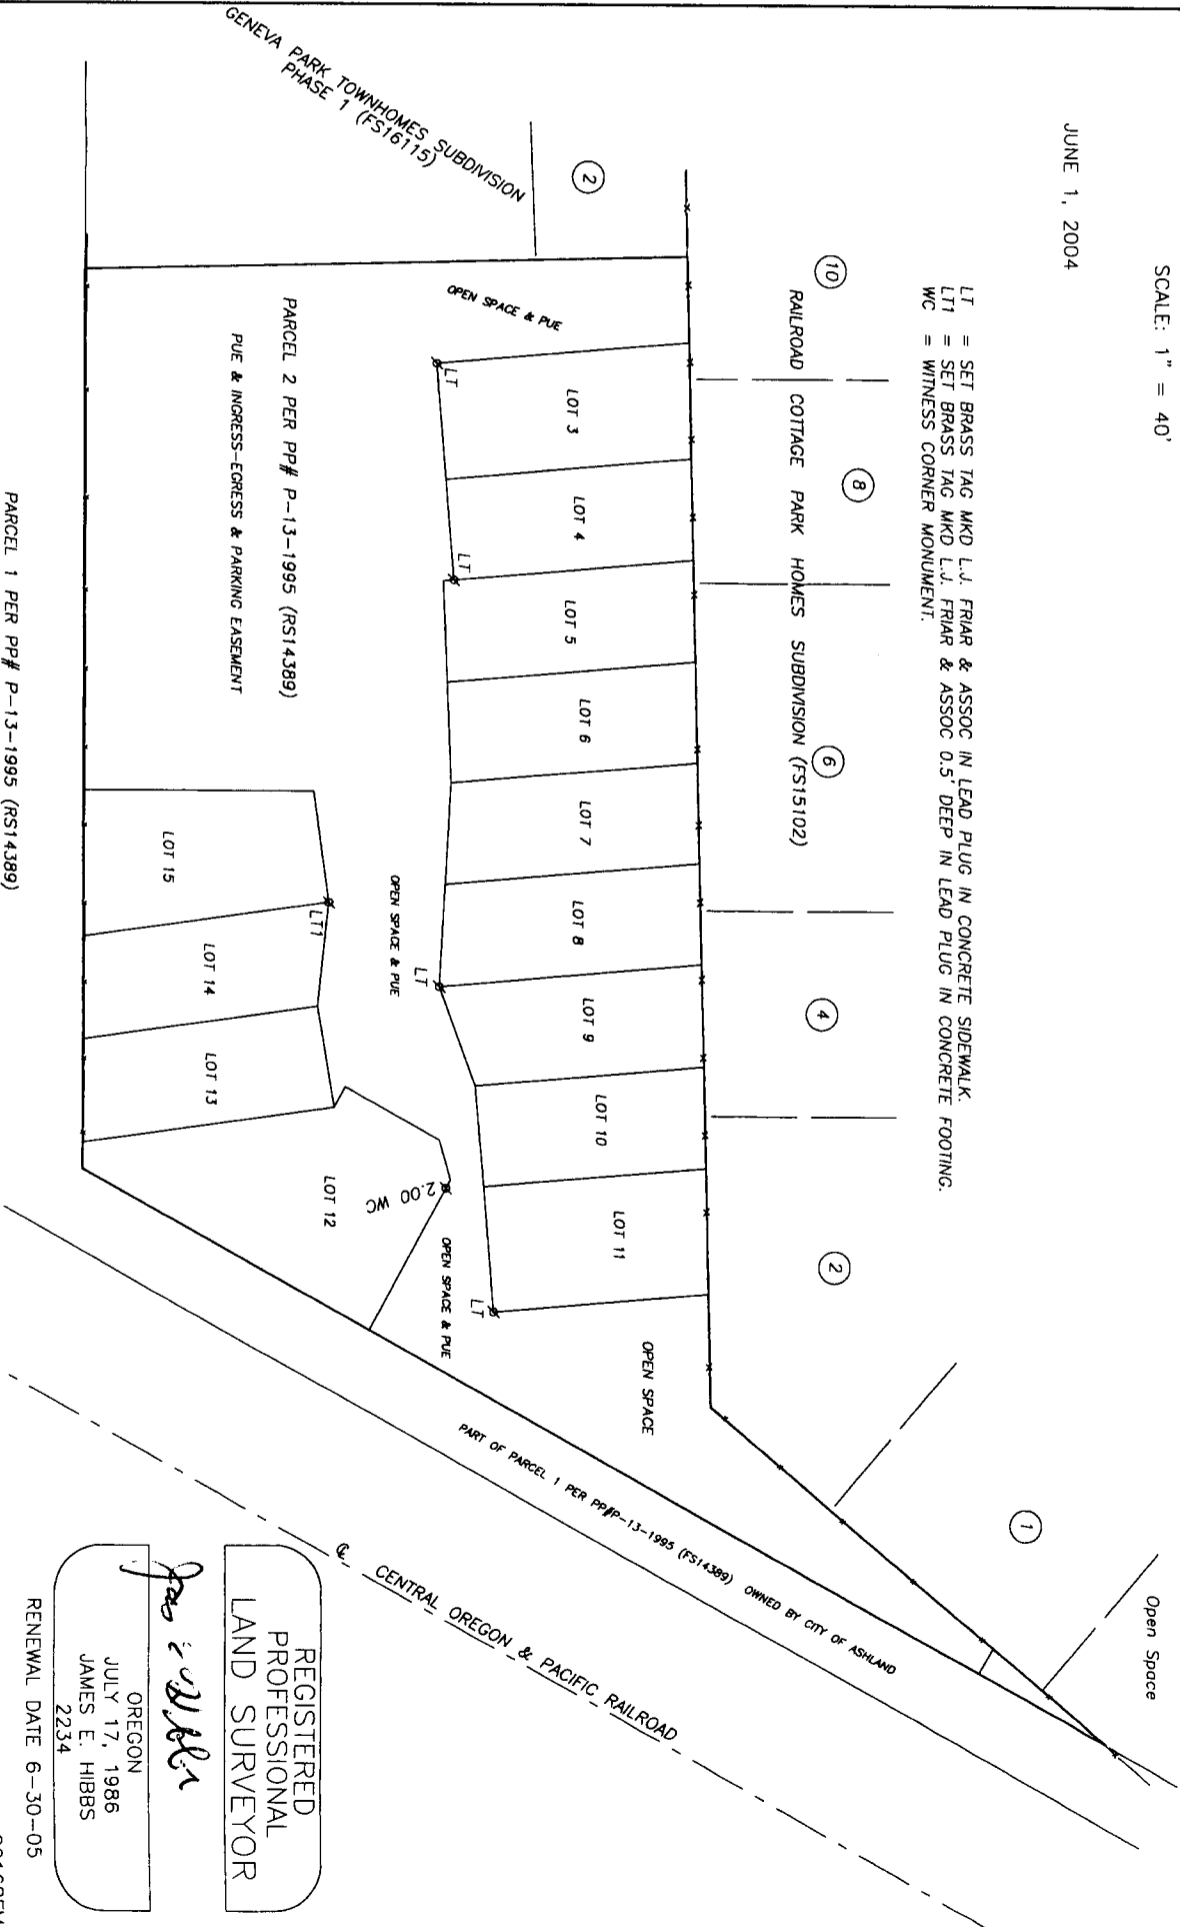 SCALE: 1" = 40'
JUNE 1, 2004
LT = SET BRASS TAG MKD L.J. FRIAR & ASSOC IN LEAD PLUG IN CONCRETE SIDEWALK.
LT1 = SET BRASS TAG MKD L.J. FRIAR & ASSOC 0.5' DEEP IN LEAD PLUG IN CONCRETE FOOTING.
WC = WITNESS CORNER MONUMENT.
Open Space
1
10
8
6
4
2
RAILROAD COTTAGE PARK HOMES SUBDIVISION (FS15102)
2
GENEVA PARK TOWNHOMES SUBDIVISION
PHASE 1 (FS16115)
OPEN SPACE & PUE
LOT 3
LOT 4
LOT 5
LOT 6
LOT 7
LOT 8
LOT 9
LOT 10
LOT 11
OPEN SPACE
LT
LT
LT
LT
OPEN SPACE & PUE
OPEN SPACE & PUE
2.00 WC
LT1
PARCEL 2 PER PP# P-13-1995 (RS14389)
PUE & INGRESS-EGRESS & PARKING EASEMENT
LOT 15
LOT 14
LOT 13
LOT 12
PARCEL 1 PER PP# P-13-1995 (RS14389)
PART OF PARCEL 1 PER PP#P-13-1995 (FS14389) OWNED BY CITY OF ASHLAND
CENTRAL OREGON & PACIFIC RAILROAD
REGISTERED
PROFESSIONAL
LAND SURVEYOR
OREGON
JULY 17, 1986
JAMES E. HIBBS
2234
RENEWAL DATE 6-30-05